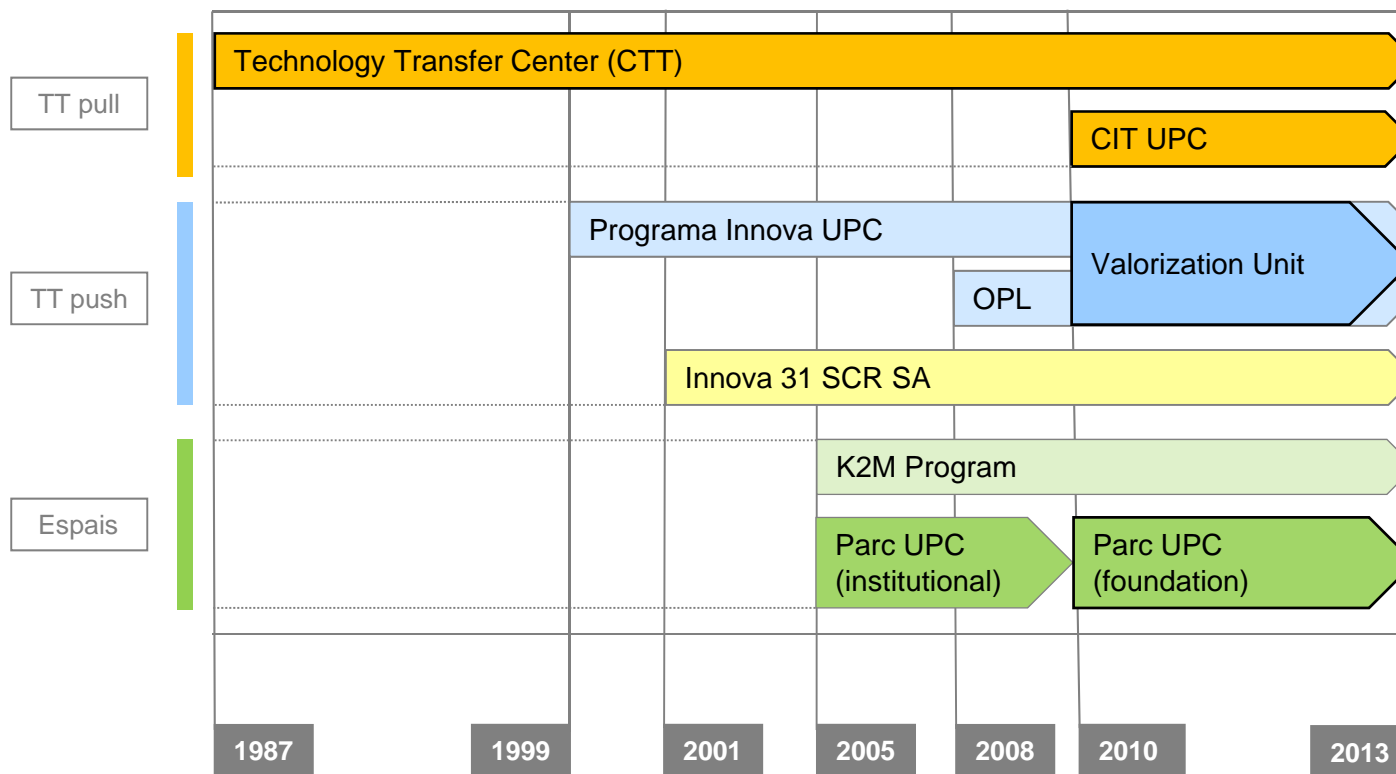 Technology Transfer Center (CTT)
TT pull
CIT UPC
Programa Innova UPC
Valorization Unit
TT push
OPL
Innova 31 SCR SA
K2M Program
Espais
Parc UPC
(institutional)
Parc UPC
(foundation)
1987
1999
2001
2005
2008
2010
2013